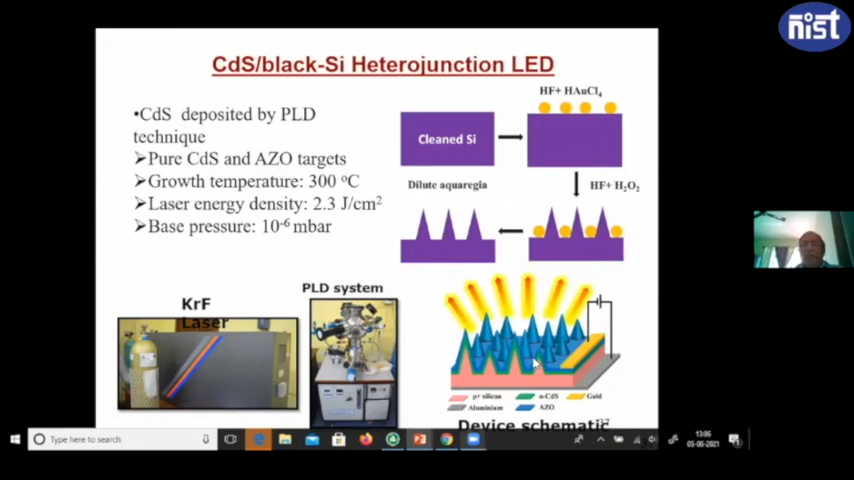 nist
CdS/black-Si Heterojunction LED
•CdS deposited by PLD
technique
➢Pure CdS and AZO targets
➢Growth temperature: 300 ºC
➢Laser energy density: 2.3 J/cm²
➢Base pressure: 10⁻⁶ mbar
HF+ HAuCl₄
Cleaned Si
HF+ H₂O₂
Dilute aquaregia
KrF
Laser
PLD system
p+ silicon
n-CdS
Gold
Aluminium
AZO
Device schematic
Type here to search
13:06
05-06-2021